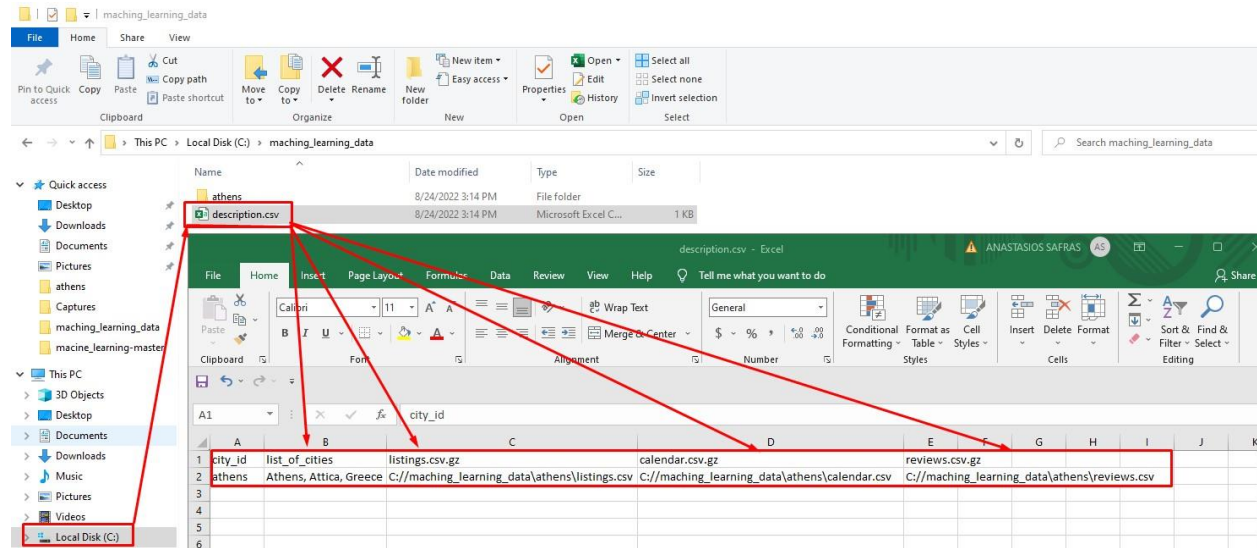 maching_learning_data
File Home Share View
Pin to Quick access
Copy
Paste
Cut
Copy path
Paste shortcut
Clipboard
Move to
Copy to
Delete
Rename
Organize
New folder
New item
Easy access
New
Properties
Open
Edit
History
Open
Select all
Select none
Invert selection
Select
This PC > Local Disk (C:) > maching_learning_data
Search maching_learning_data
Name Date modified Type Size
athens 8/24/2022 3:14 PM File folder
description.csv 8/24/2022 3:14 PM Microsoft Excel C... 1 KB
Quick access
Desktop
Downloads
Documents
Pictures
athens
Captures
maching_learning_data
macine_learning-master
This PC
3D Objects
Desktop
Documents
Downloads
Music
Pictures
Videos
Local Disk (C:)
description.csv - Excel
ANASTASIOS SAFRAS AS
File Home Insert Page Layout Formulas Data Review View Help Tell me what you want to do Share
Paste
Clipboard
Calibri 11 A A
B I U A
Font
ab Wrap Text
Merge & Center
Alignment
General
$ % , .00
Number
Conditional Formatting
Format as Table
Cell Styles
Styles
Insert Delete Format
Cells
Sort & Filter
Find & Select
Editing
A1 fx city_id
A B C D E F G H I J K
1 city_id list_of_cities listings.csv.gz calendar.csv.gz reviews.csv.gz
2 athens Athens, Attica, Greece C://maching_learning_data\athens\listings.csv C://maching_learning_data\athens\calendar.csv C://maching_learning_data\athens\reviews.csv
3
4
5
6